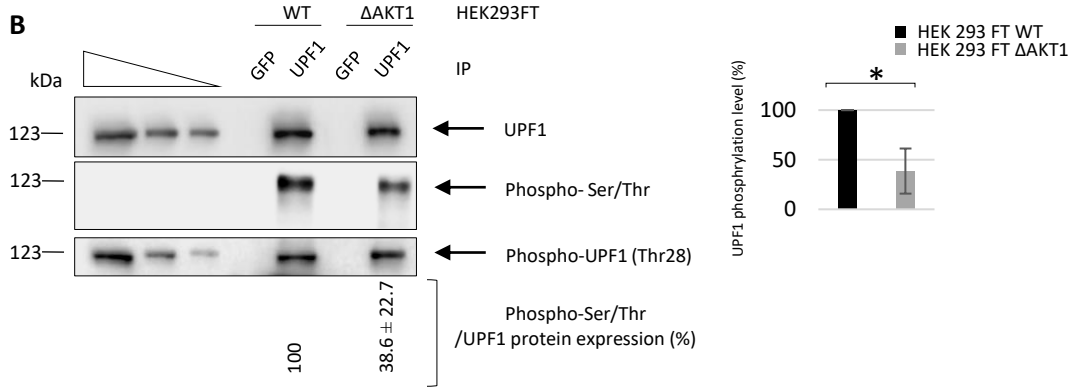 B
WT ΔAKT1 HEK293FT
GFP UPF1 GFP UPF1 IP
kDa
123 UPF1
123 Phospho- Ser/Thr
123 Phospho-UPF1 (Thr28)
100 38.6 ± 22.7
Phospho-Ser/Thr
/UPF1 protein expression (%)
HEK 293 FT WT
HEK 293 FT ΔAKT1
*
UPF1 phosphrylation level (%)
100
50
0